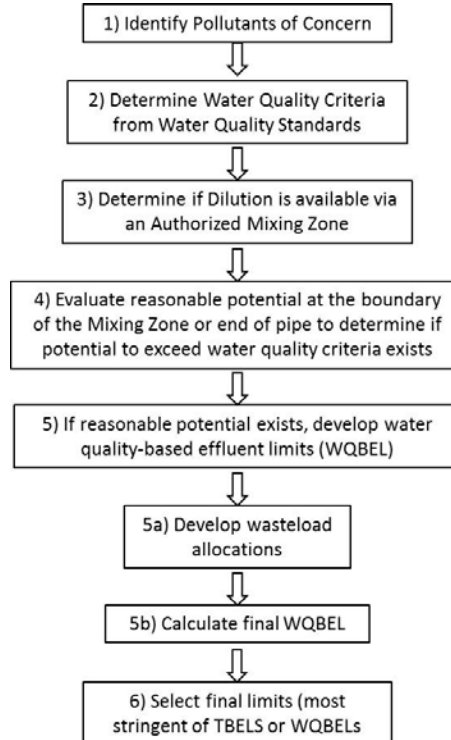 1) Identify Pollutants of Concern
2) Determine Water Quality Criteria
from Water Quality Standards
3) Determine if Dilution is available via
an Authorized Mixing Zone
4) Evaluate reasonable potential at the boundary
of the Mixing Zone or end of pipe to determine if
potential to exceed water quality criteria exists
5) If reasonable potential exists, develop water
quality-based effluent limits (WQBEL)
5a) Develop wasteload
allocations
5b) Calculate final WQBEL
6) Select final limits (most
stringent of TBELS or WQBELs